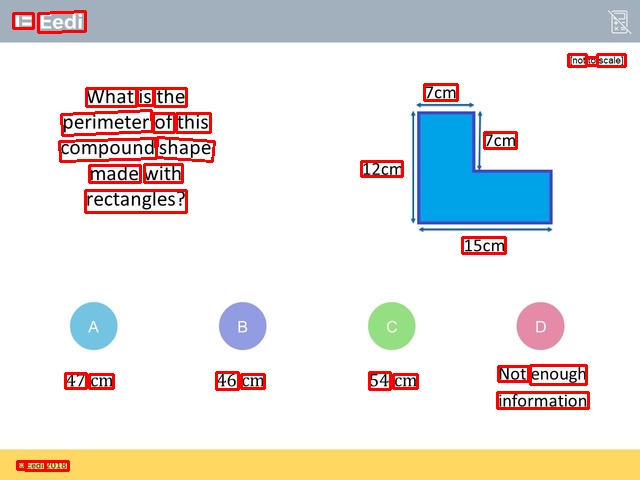 Eedi
[not to scale]
What is the
perimeter of this
compound shape
made with
rectangles?
7cm
7cm
12cm
15cm
A
B
C
D
47 cm
46 cm
54 cm
Not enough
information
© Eedi 2018